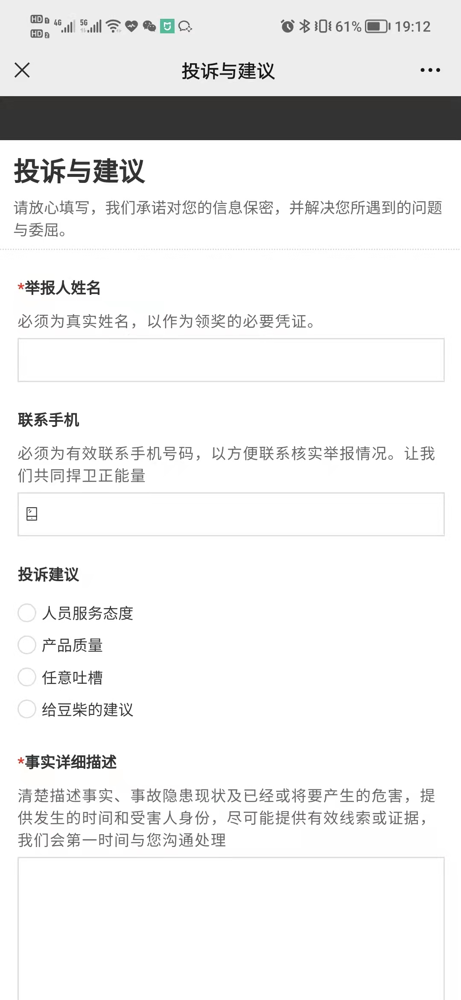 HD 1 4G 5G 61% 19:12
HD 2
投诉与建议
投诉与建议
请放心填写，我们承诺对您的信息保密，并解决您所遇到的问题
与委屈。
*举报人姓名
必须为真实姓名，以作为领奖的必要凭证。
联系手机
必须为有效联系手机号码，以方便联系核实举报情况。让我
们共同捍卫正能量
投诉建议
人员服务态度
产品质量
任意吐槽
给豆柴的建议
*事实详细描述
清楚描述事实、事故隐患现状及已经或将要产生的危害，提
供发生的时间和受害人身份，尽可能提供有效线索或证据，
我们会第一时间与您沟通处理